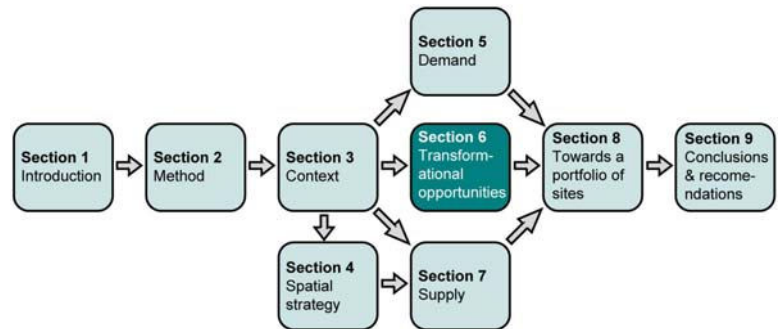 Section 1
Introduction
Section 2
Method
Section 3
Context
Section 4
Spatial
strategy
Section 5
Demand
Section 6
Transform-
ational
opportunities
Section 7
Supply
Section 8
Towards a
portfolio of
sites
Section 9
Conclusions
& recome-
ndations